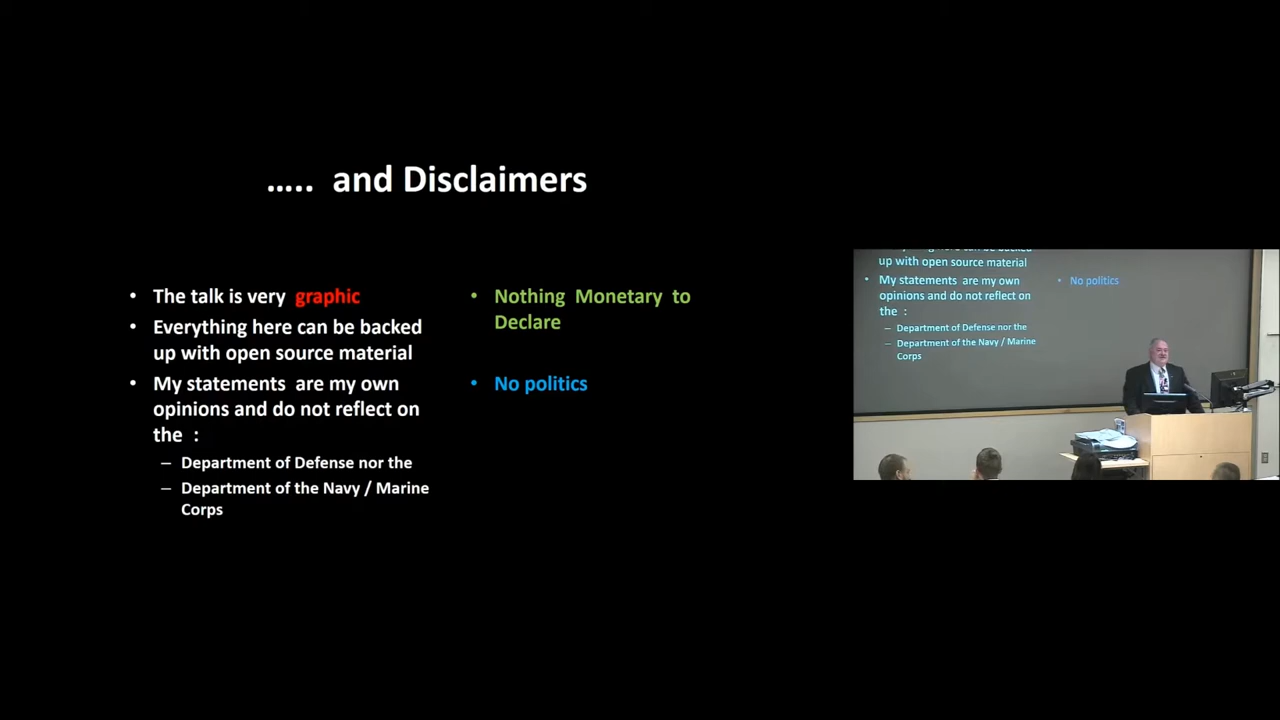 ….. and Disclaimers
• The talk is very graphic
• Everything here can be backed
up with open source material
• My statements are my own
opinions and do not reflect on
the :
– Department of Defense nor the
– Department of the Navy / Marine
Corps
• Nothing Monetary to
Declare
• No politics
up with open source material
• My statements are my own
opinions and do not reflect on
the :
– Department of Defense nor the
– Department of the Navy / Marine
Corps
• No politics